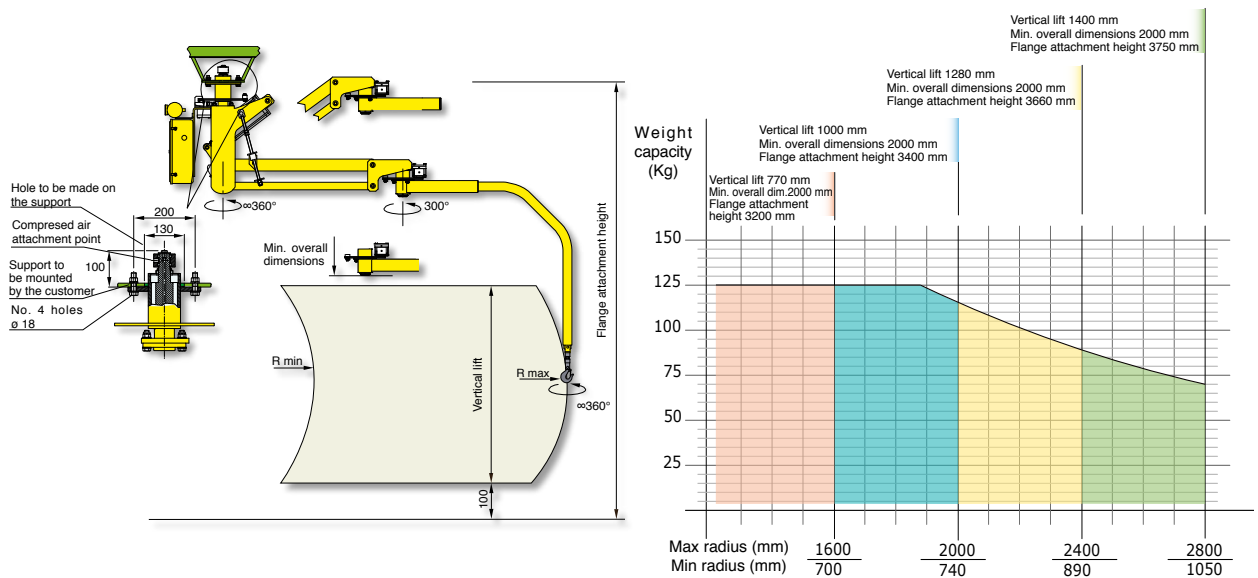 Hole to be made on
the support
Compresed air
attachment point
Support to
be mounted
by the customer
No. 4 holes
ø 18
200
130
100
∞360°
300°
Min. overall
dimensions
R min
R max
Vertical lift
∞360°
100
Flange attachment height
Vertical lift 1400 mm
Min. overall dimensions 2000 mm
Flange attachment height 3750 mm
Vertical lift 1280 mm
Min. overall dimensions 2000 mm
Flange attachment height 3660 mm
Vertical lift 1000 mm
Min. overall dimensions 2000 mm
Flange attachment height 3400 mm
Vertical lift 770 mm
Min. overall dim.2000 mm
Flange attachment
height 3200 mm
Weight
capacity
(Kg)
150
125
100
75
50
25
Max radius (mm) 1600 2000 2400 2800
Min radius (mm) 700 740 890 1050